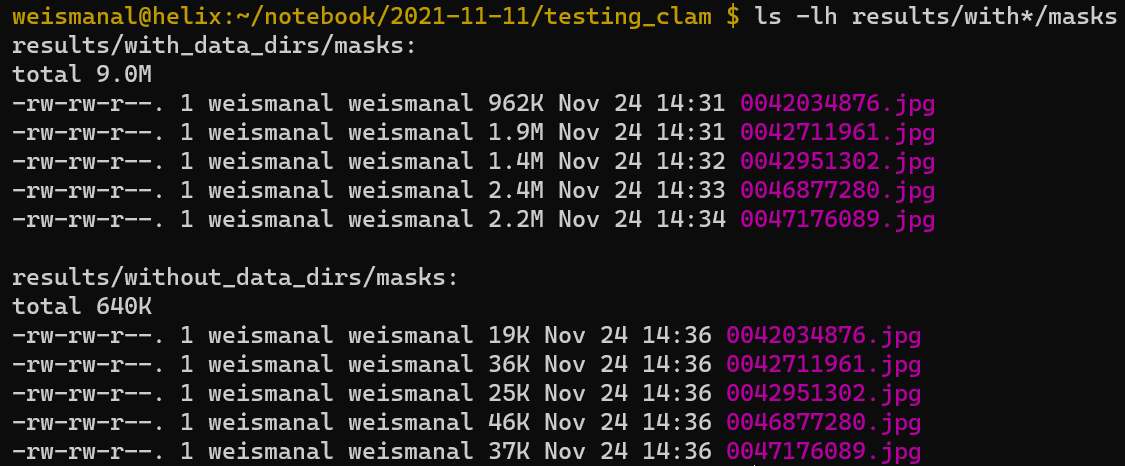 weismanal@helix:~/notebook/2021-11-11/testing_clam $ ls -lh results/with*/masks
results/with_data_dirs/masks:
total 9.0M
-rw-rw-r--. 1 weismanal weismanal 962K Nov 24 14:31 0042034876.jpg
-rw-rw-r--. 1 weismanal weismanal 1.9M Nov 24 14:31 0042711961.jpg
-rw-rw-r--. 1 weismanal weismanal 1.4M Nov 24 14:32 0042951302.jpg
-rw-rw-r--. 1 weismanal weismanal 2.4M Nov 24 14:33 0046877280.jpg
-rw-rw-r--. 1 weismanal weismanal 2.2M Nov 24 14:34 0047176089.jpg

results/without_data_dirs/masks:
total 640K
-rw-rw-r--. 1 weismanal weismanal 19K Nov 24 14:36 0042034876.jpg
-rw-rw-r--. 1 weismanal weismanal 36K Nov 24 14:36 0042711961.jpg
-rw-rw-r--. 1 weismanal weismanal 25K Nov 24 14:36 0042951302.jpg
-rw-rw-r--. 1 weismanal weismanal 46K Nov 24 14:36 0046877280.jpg
-rw-rw-r--. 1 weismanal weismanal 37K Nov 24 14:36 0047176089.jpg